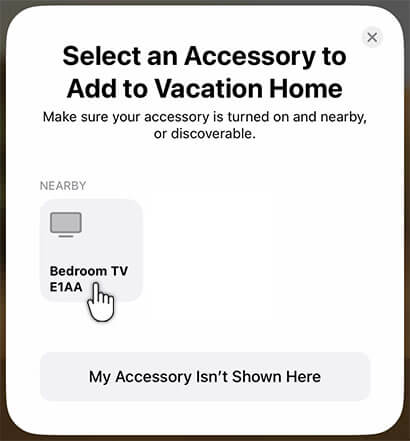 Select an Accessory to
Add to Vacation Home
Make sure your accessory is turned on and nearby,
or discoverable.
NEARBY
Bedroom TV
E1AA
My Accessory Isn’t Shown Here